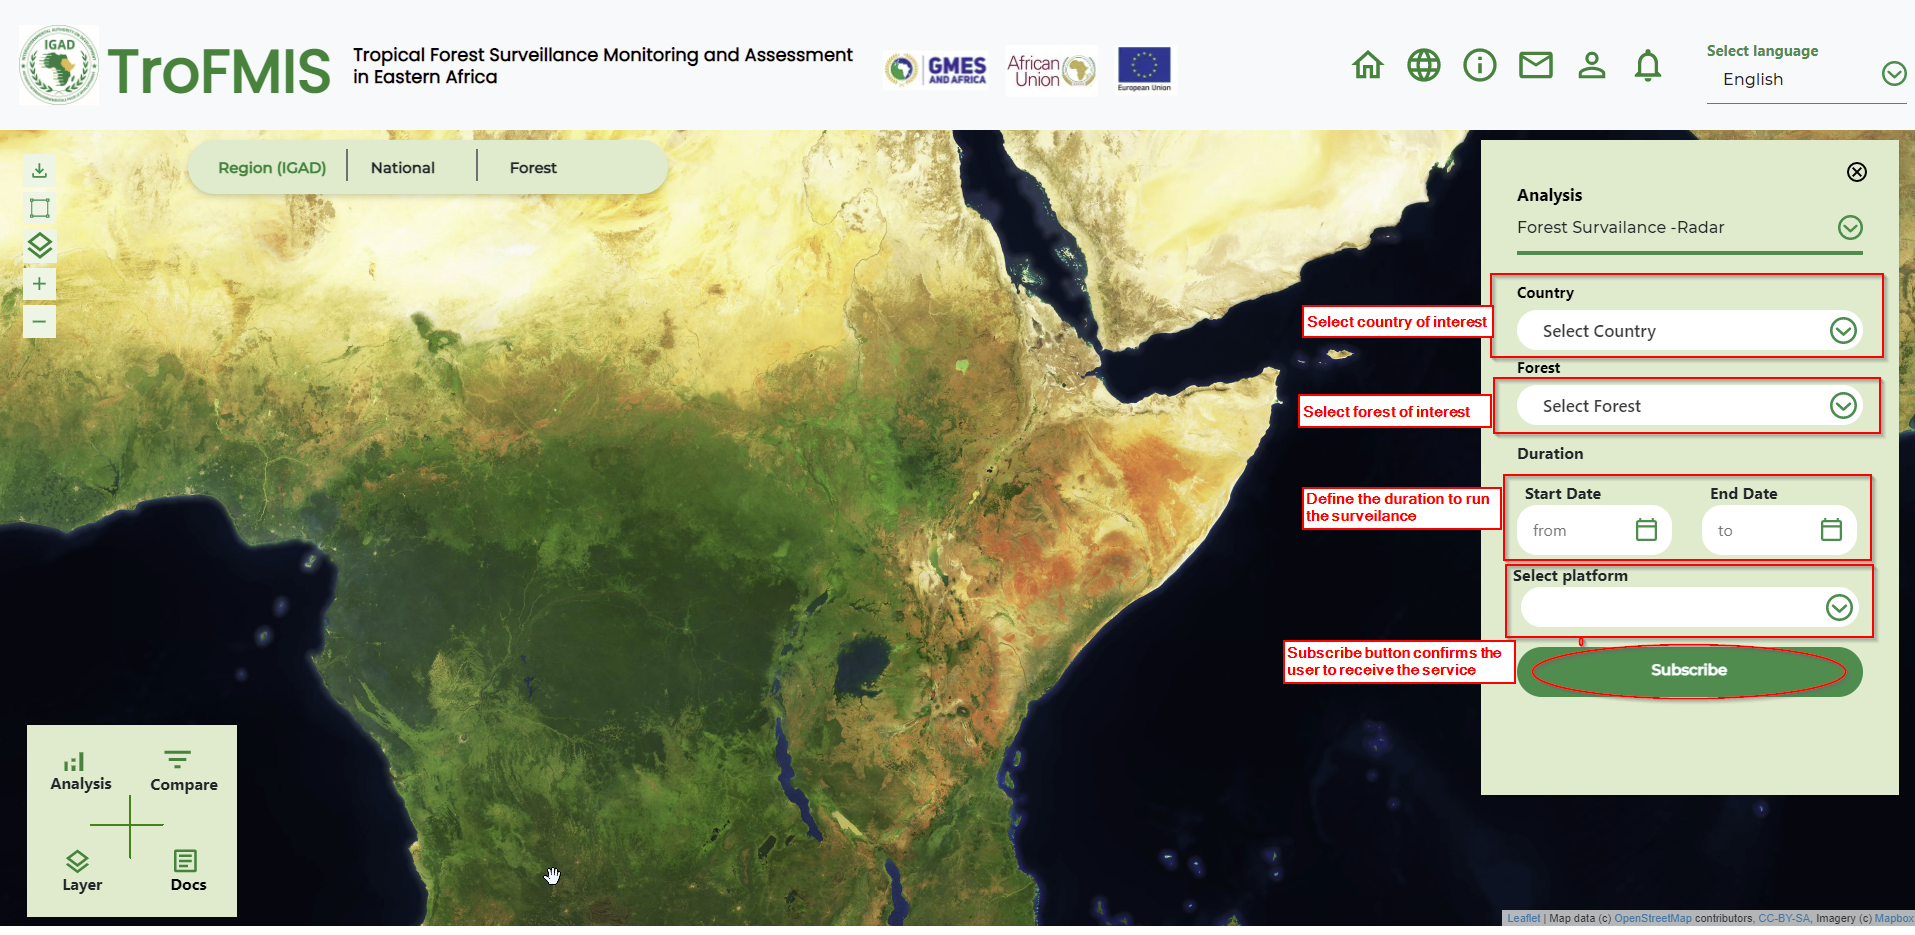 IGAD
TroFMIS
Tropical Forest Surveillance Monitoring and Assessment
in Eastern Africa
GMES
AND AFRICA
African
Union
European Union
Select language
English
Region (IGAD)
National
Forest
Analysis
Forest Survailance -Radar
Country
Select country of interest
Select Country
Forest
Select forest of interest
Select Forest
Duration
Define the duration to run
the surveilance
Start Date
End Date
from
to
Select platform
Subscribe button confirms the
user to receive the service
Subscribe
Analysis
Compare
Layer
Docs
Leaflet | Map data (c) OpenStreetMap contributors, CC-BY-SA, Imagery (c) Mapbox